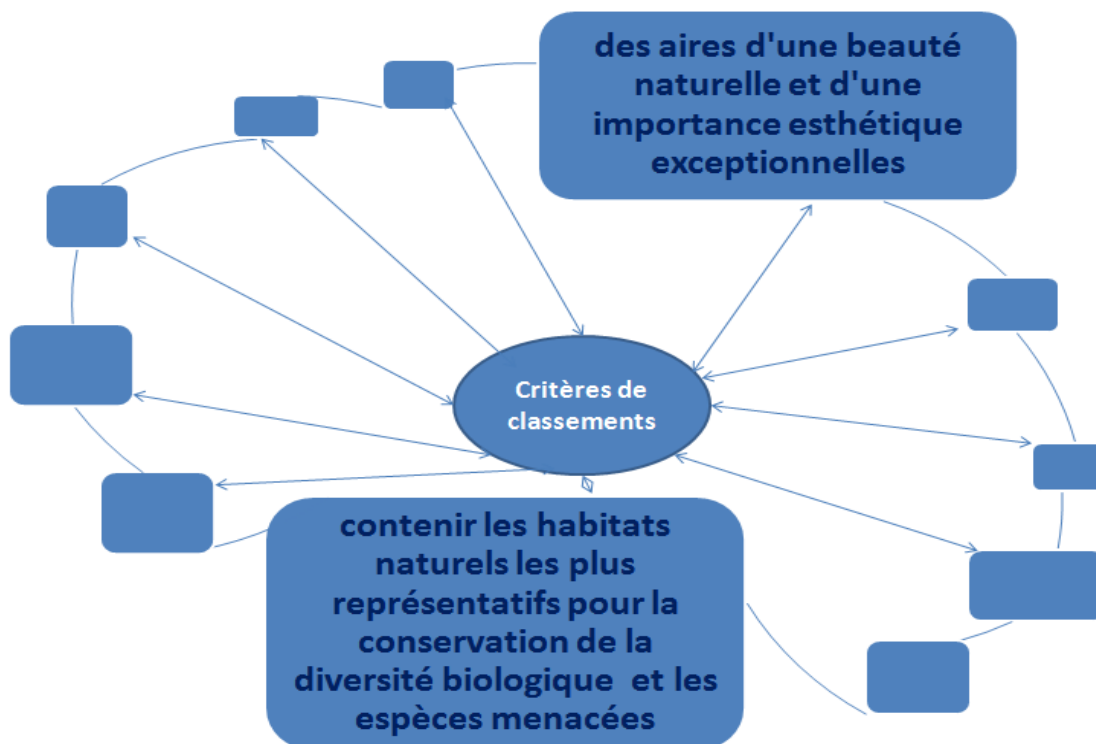 des aires d'une beauté
naturelle et d'une
importance esthétique
exceptionnelles
Critères de
classements
contenir les habitats
naturels les plus
représentatifs pour la
conservation de la
diversité biologique et les
espèces menacées